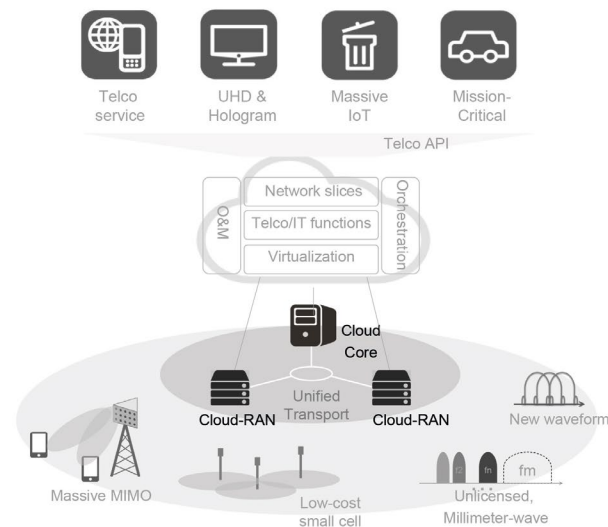 Telco
service
UHD &
Hologram
Massive
IoT
Mission-
Critical
Telco API
O&M
Network slices
Telco/IT functions
Virtualization
Orchestration
Cloud
Core
Cloud-RAN
Unified
Transport
Cloud-RAN
New waveform
Massive MIMO
Low-cost
small cell
f2
fn
fm
Unlicensed,
Millimeter-wave